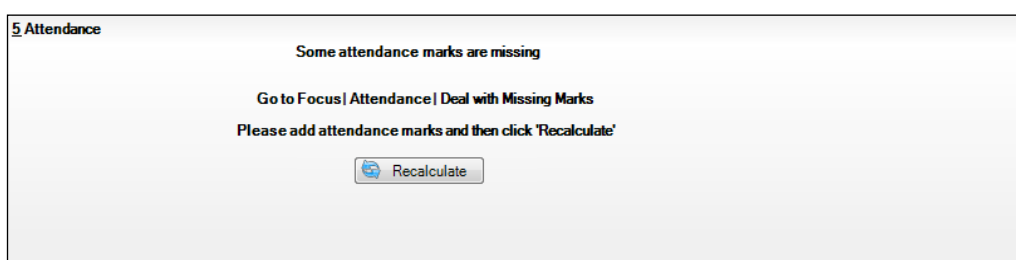 5 Attendance
Some attendance marks are missing
Go to Focus| Attendance| Deal with Missing Marks
Please add attendance marks and then click 'Recalculate'
Recalculate